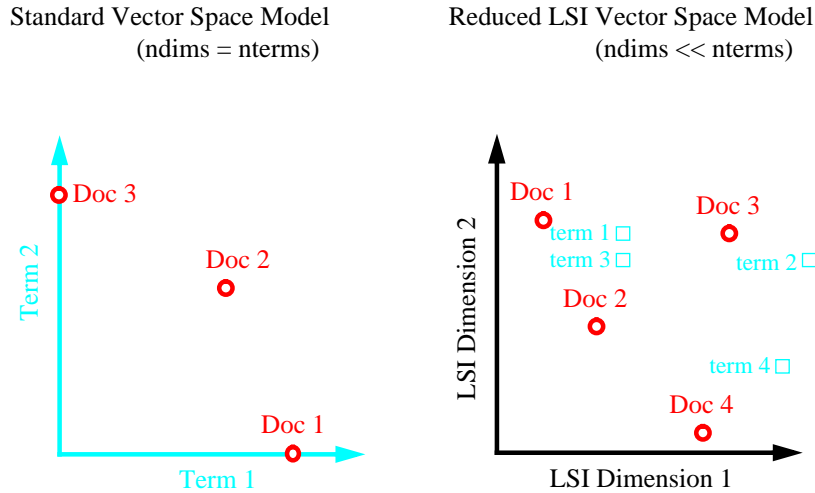 Standard Vector Space Model
(ndims = nterms)
Doc 3
Doc 2
Doc 1
Term 2
Term 1
Reduced LSI Vector Space Model
(ndims << nterms)
Doc 1
Doc 3
term 1
term 3
term 2
Doc 2
term 4
Doc 4
LSI Dimension 2
LSI Dimension 1